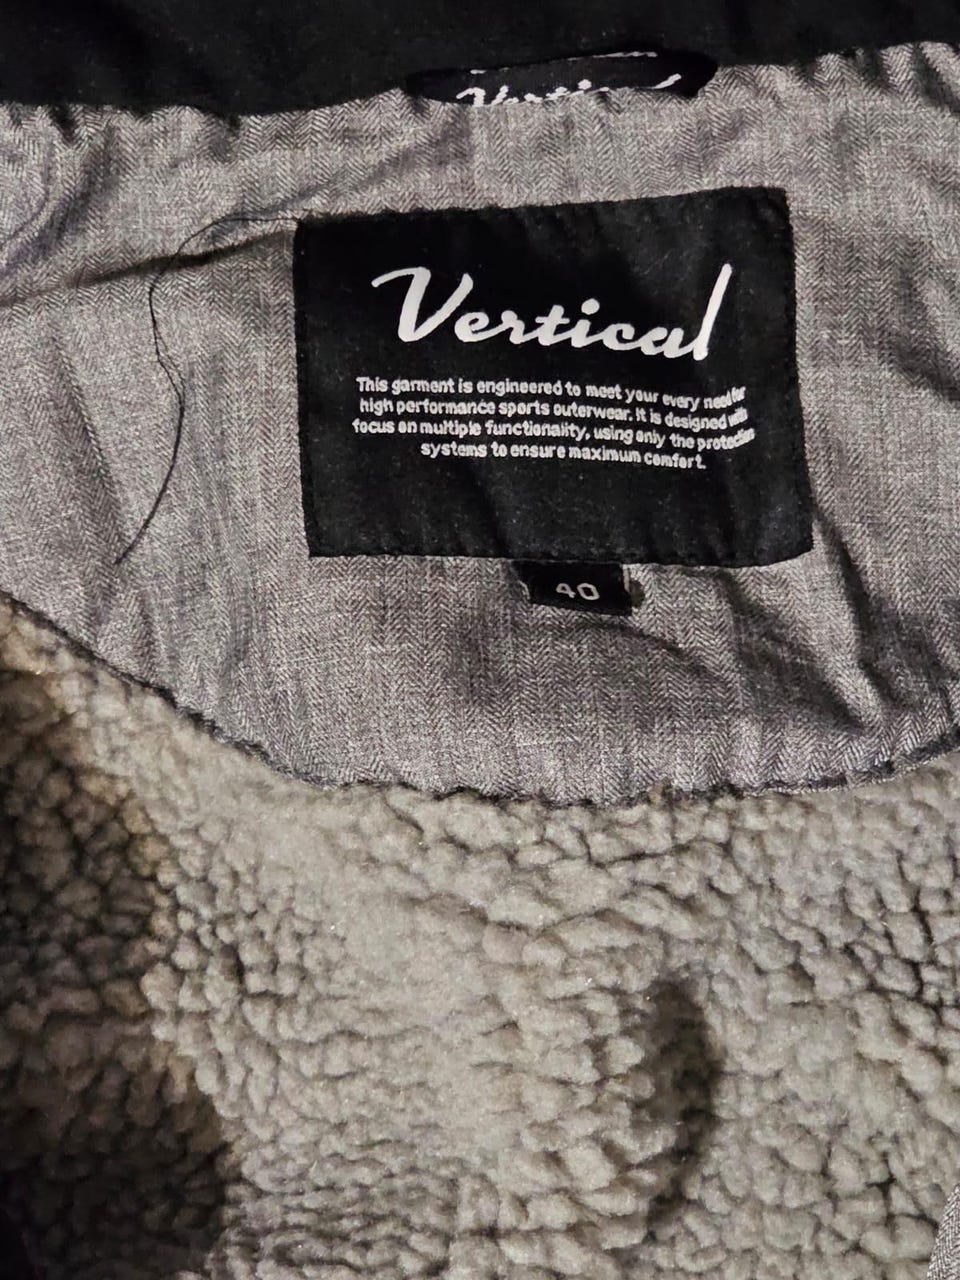 Vertical
Vertical
This garment is engineered to meet your every need for
high performance sports outerwear. It is designed with
focus on multiple functionality, using only the protection
systems to ensure maximum comfort.
40